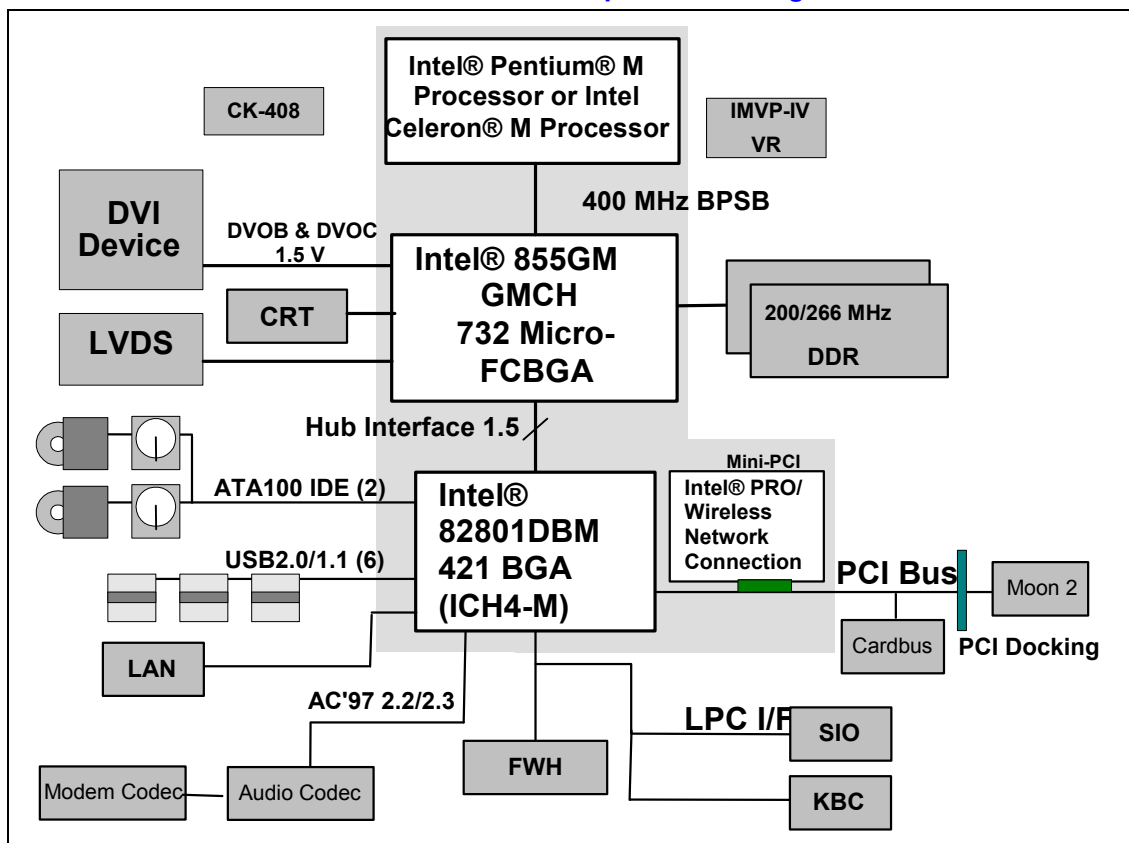 Intel® Pentium® M
Processor or Intel
Celeron® M Processor
CK-408
IMVP-IV
VR
400 MHz BPSB
DVI
Device
DVOB & DVOC
1.5 V
Intel® 855GM
GMCH
732 Micro-
FCBGA
CRT
LVDS
200/266 MHz
DDR
Hub Interface 1.5
Mini-PCI
Intel® PRO/
Wireless
Network
Connection
ATA100 IDE (2)
Intel®
82801DBM
421 BGA
(ICH4-M)
USB2.0/1.1 (6)
PCI Bus
Moon 2
Cardbus
PCI Docking
LAN
AC'97 2.2/2.3
LPC I/F
SIO
FWH
Modem Codec
Audio Codec
KBC